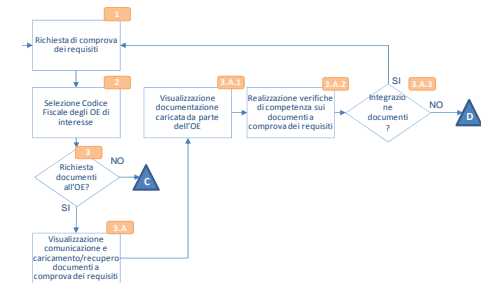 1
Richiesta di comprova
dei requisiti
2
Selezione Codice
Fiscale degli OE di
interesse
3
Richiesta
documenti
all'OE?
NO
C
SI
3.A
Visualizzazione
comunicazione e
caricamento/recupero
documenti a
comprova dei requisiti
3.A.1
Visualizzazione
documentazione
caricata da parte
dell'OE
3.A.2
Realizzazione verifiche
di competenza sui
documenti a
comprova dei requisiti
SI
3.A.3
Integrazio
ne
documenti
?
NO
D